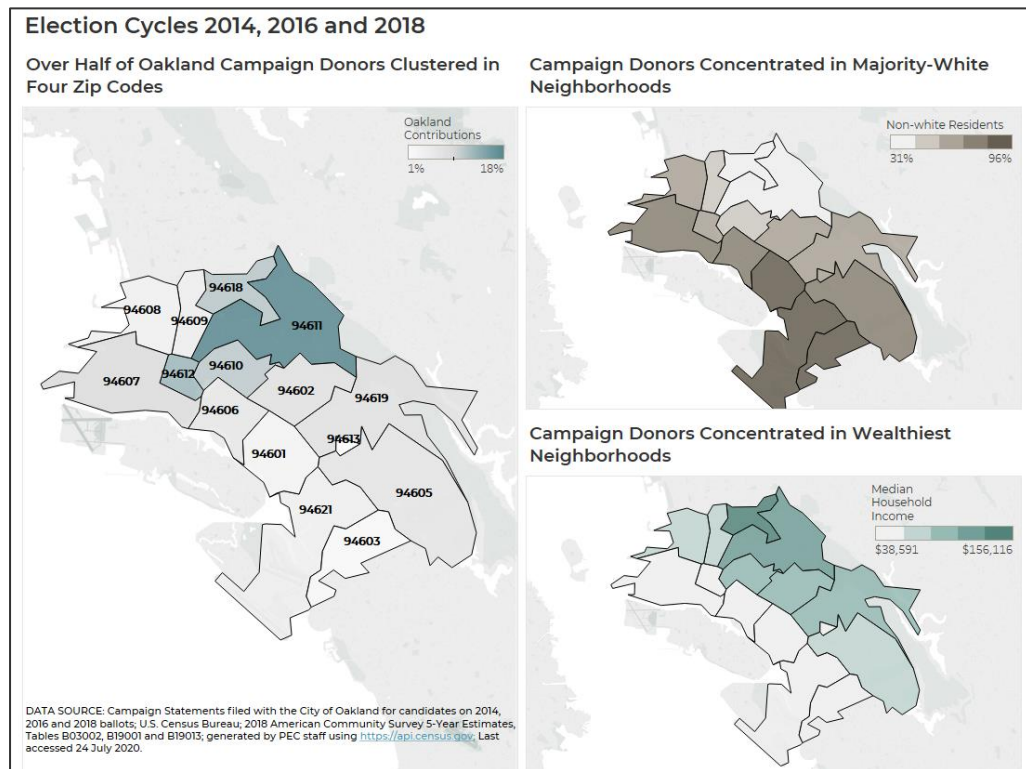 Election Cycles 2014, 2016 and 2018
Over Half of Oakland Campaign Donors Clustered in
Four Zip Codes
Oakland
Contributions
1% 18%
94618
94608
94611
94609
94612
94610
94607
94602
94619
94606
94613
94601
94605
94621
94603
DATA SOURCE: Campaign Statements filed with the City of Oakland for candidates on 2014,
2016 and 2018 ballots; U.S. Census Bureau; 2018 American Community Survey 5-Year Estimates,
Tables B03002, B19001 and B19013; generated by PEC staff using https://api.census.gov; Last
accessed 24 July 2020.
Campaign Donors Concentrated in Majority-White
Neighborhoods
Non-white Residents
31% 96%
Campaign Donors Concentrated in Wealthiest
Neighborhoods
Median
Household
Income
$38,591 $156,116